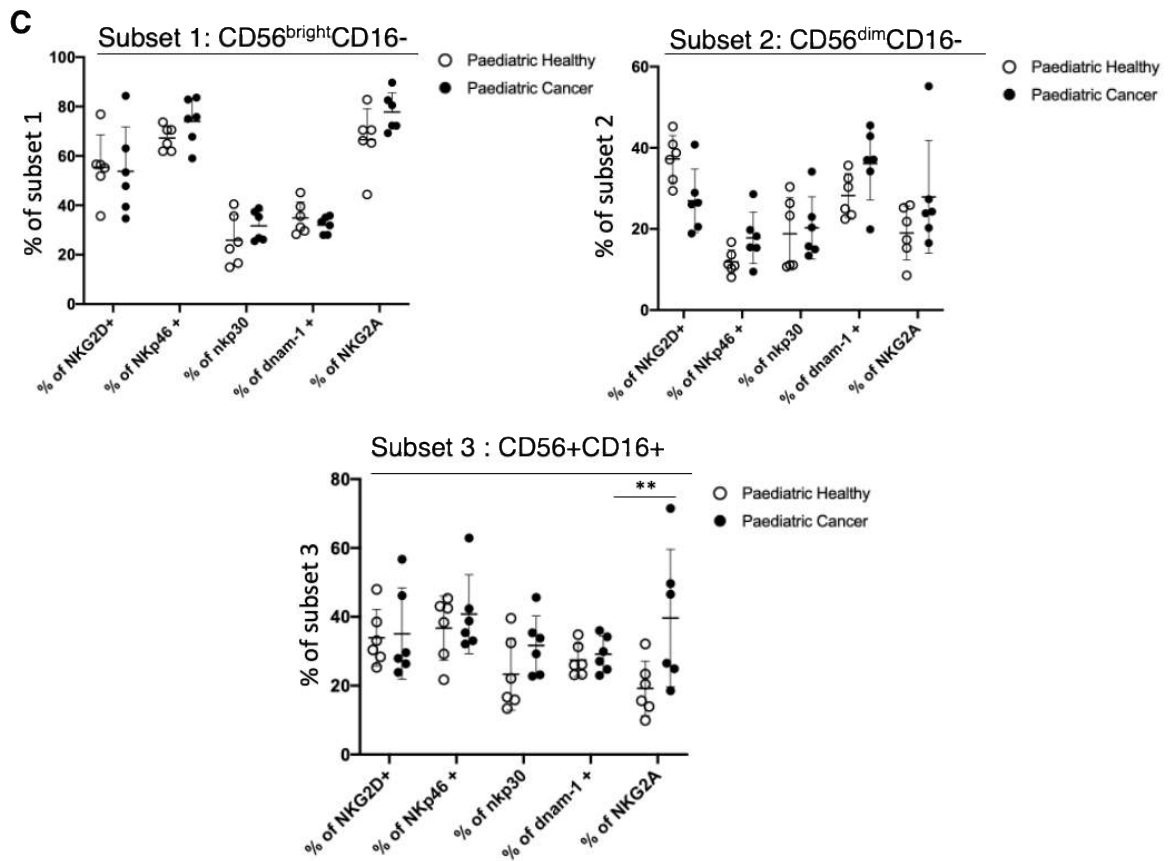 C
Subset 1: CD56brightCD16-
Paediatric Healthy
Paediatric Cancer
% of subset 1
100
80
60
40
20
0
% of NKG2D+
% of NKp46 +
% of nkp30
% of dnam-1 +
% of NKG2A
Subset 2: CD56dimCD16-
Paediatric Healthy
Paediatric Cancer
% of subset 2
60
40
20
0
% of NKG2D+
% of NKp46 +
% of nkp30
% of dnam-1 +
% of NKG2A
Subset 3 : CD56+CD16+
**
Paediatric Healthy
Paediatric Cancer
% of subset 3
80
60
40
20
0
% of NKG2D+
% of NKp46 +
% of nkp30
% of dnam-1 +
% of NKG2A